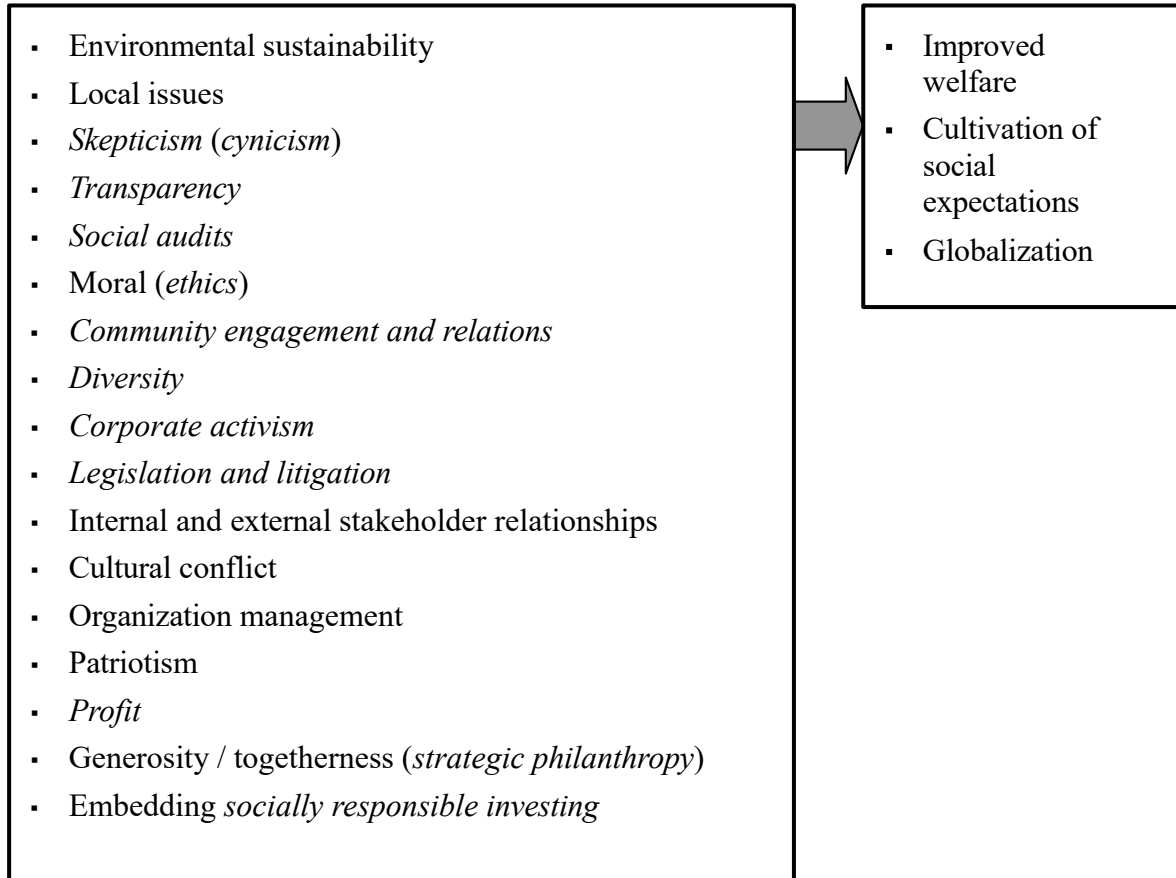 ▪ Environmental sustainability
▪ Local issues
▪ Skepticism (cynicism)
▪ Transparency
▪ Social audits
▪ Moral (ethics)
▪ Community engagement and relations
▪ Diversity
▪ Corporate activism
▪ Legislation and litigation
▪ Internal and external stakeholder relationships
▪ Cultural conflict
▪ Organization management
▪ Patriotism
▪ Profit
▪ Generosity / togetherness (strategic philanthropy)
▪ Embedding socially responsible investing
▪ Improved
welfare
▪ Cultivation of
social
expectations
▪ Globalization